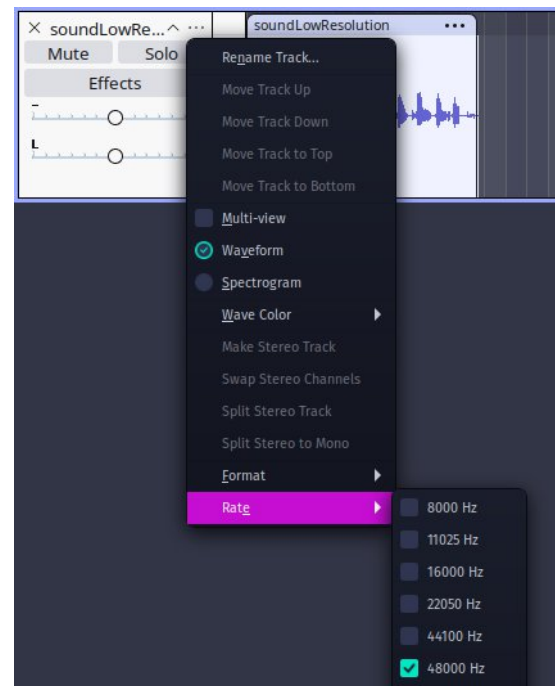 × soundLowRe... ^ ...
soundLowResolution ...
Mute Solo
Effects
-
L
Rename Track...
Move Track Up
Move Track Down
Move Track to Top
Move Track to Bottom
Multi-view
Waveform
Spectrogram
Wave Color
Make Stereo Track
Swap Stereo Channels
Split Stereo Track
Split Stereo to Mono
Format
Rate
8000 Hz
11025 Hz
16000 Hz
22050 Hz
44100 Hz
48000 Hz